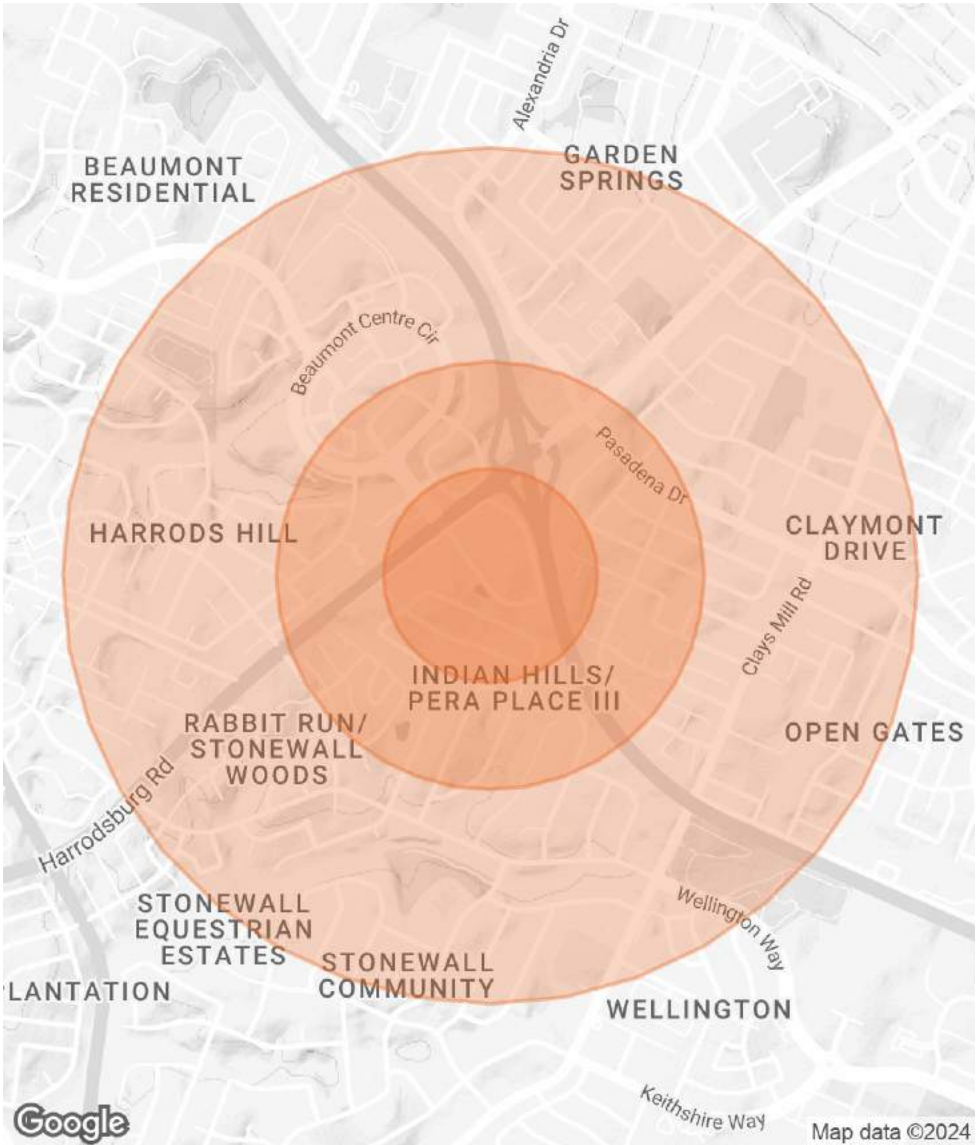 Alexandria Dr
BEAUMONT
RESIDENTIAL
GARDEN
SPRINGS
Beaumont Centre Cir
Pasadena Dr
HARRODS HILL
CLAYMONT
DRIVE
Clays Mill Rd
INDIAN HILLS/
PERA PLACE III
RABBIT RUN/
STONEWALL
WOODS
OPEN GATES
Harrodsburg Rd
STONEWALL
EQUESTRIAN
ESTATES
Wellington Way
STONEWALL
COMMUNITY
LANTATION
WELLINGTON
Keithshire Way
Google
Map data ©2024